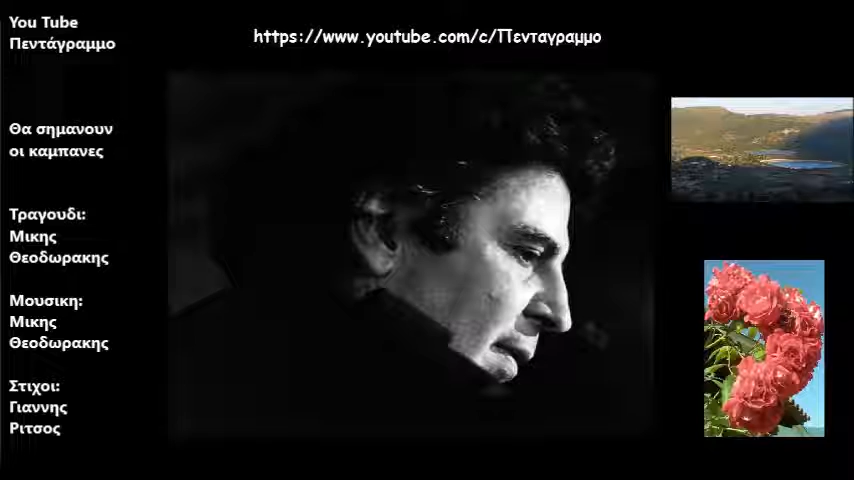 You Tube
Πεντάγραμμο
https://www.youtube.com/c/Πενταγραμμο
Θα σημανουν
οι καμπανες
Τραγουδι:
Μικης
Θεοδωρακης
Μουσικη:
Μικης
Θεοδωρακης
Στιχοι:
Γιαννης
Ριτσος